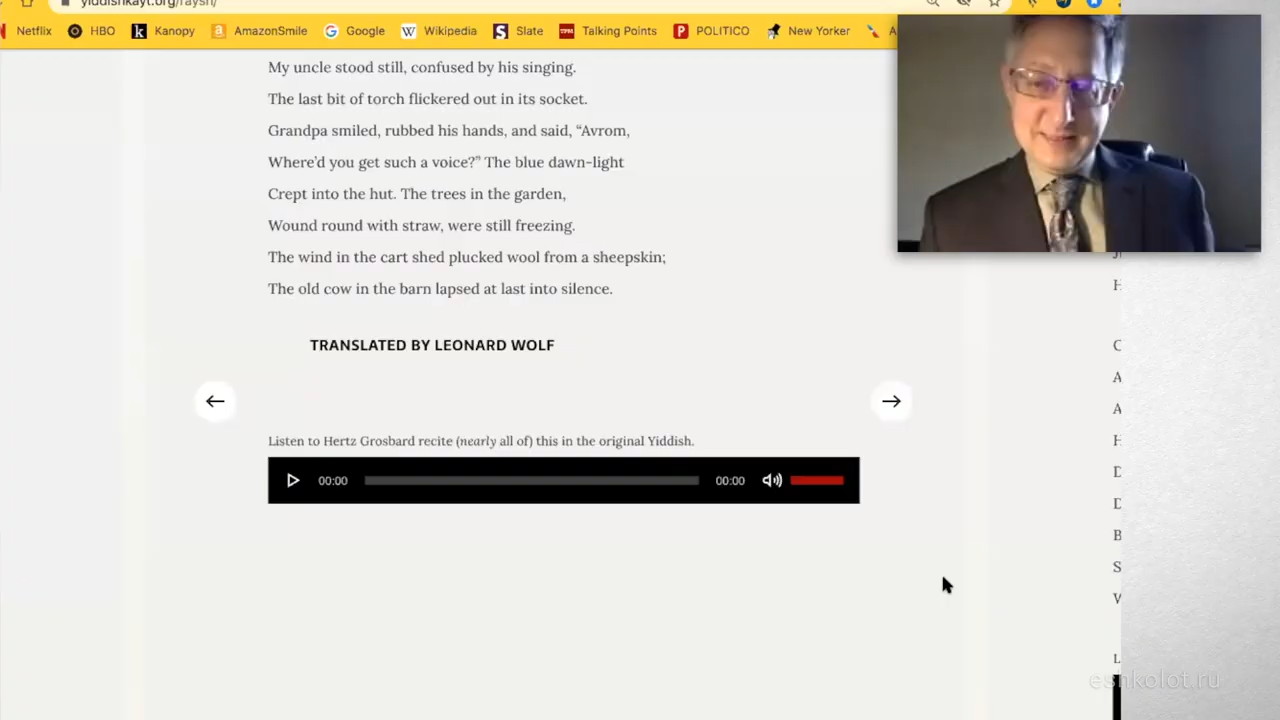 yiddishkayt.org/raysn/
Netflix HBO Kanopy AmazonSmile Google Wikipedia Slate TPM Talking Points POLITICO New Yorker A
My uncle stood still, confused by his singing.
The last bit of torch flickered out in its socket.
Grandpa smiled, rubbed his hands, and said, “Avrom,
Where’d you get such a voice?” The blue dawn-light
Crept into the hut. The trees in the garden,
Wound round with straw, were still freezing.
The wind in the cart shed plucked wool from a sheepskin;
The old cow in the barn lapsed at last into silence.
TRANSLATED BY LEONARD WOLF
Listen to Hertz Grosbard recite (nearly all of) this in the original Yiddish.
00:00 00:00
H
C
A
A
H
D
D
B
S
W
L
eshkolot.ru